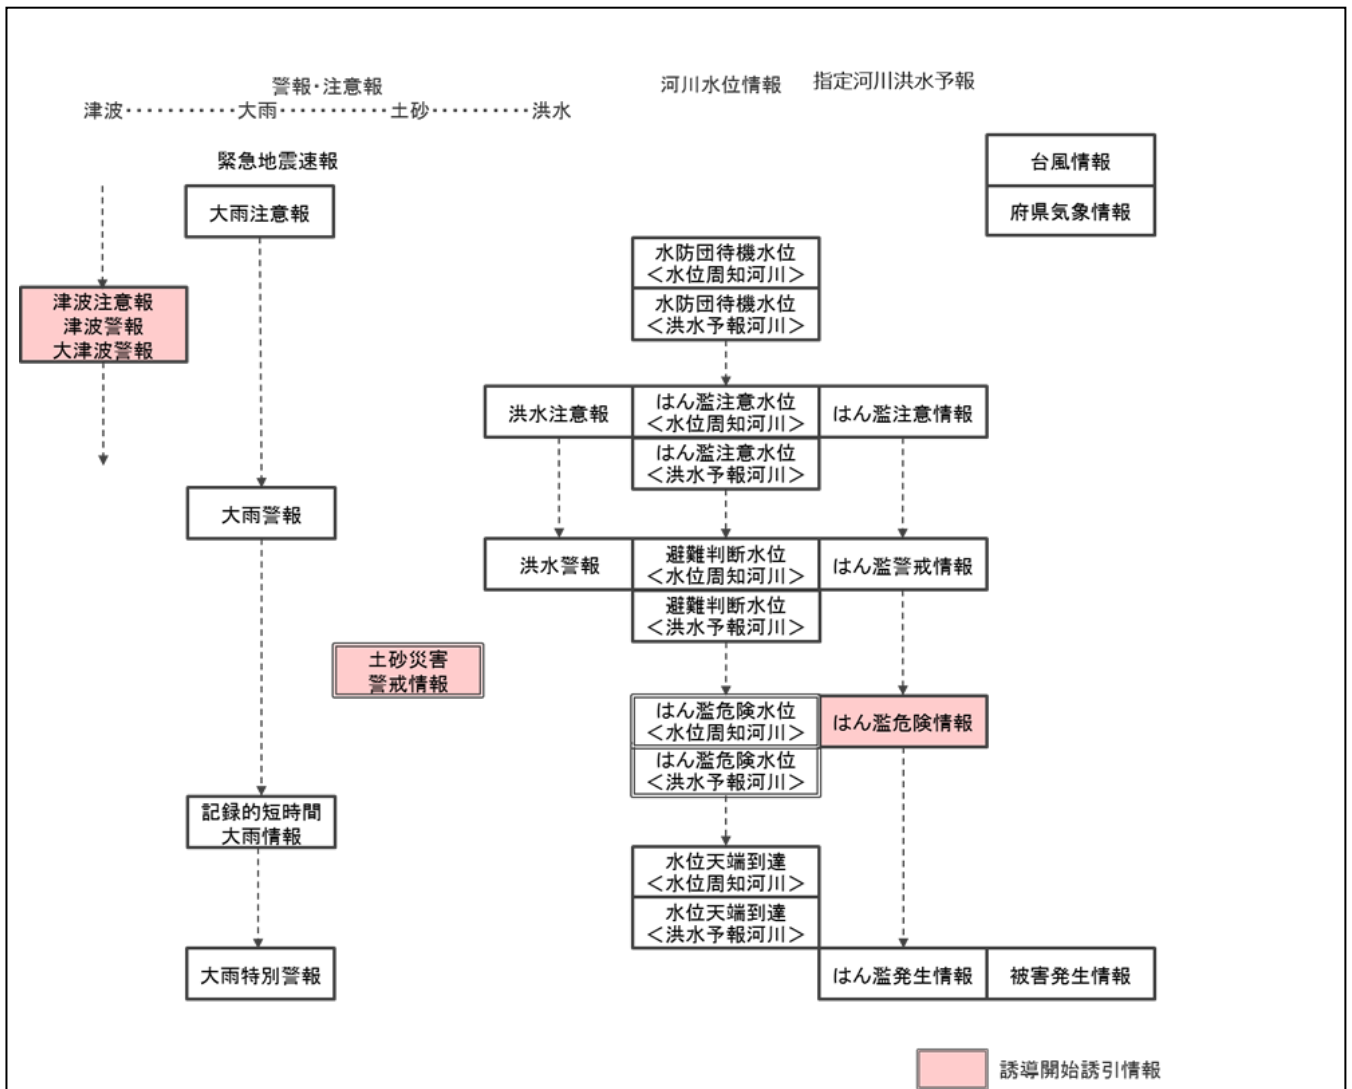 警報・注意報
河川水位情報
指定河川洪水予報
津波··········大雨··········土砂··········洪水
緊急地震速報
台風情報
大雨注意報
府県気象情報
水防団待機水位
<水位周知河川>
水防団待機水位
<洪水予報河川>
津波注意報
津波警報
大津波警報
洪水注意報
はん濫注意水位
<水位周知河川>
はん濫注意情報
はん濫注意水位
<洪水予報河川>
大雨警報
洪水警報
避難判断水位
<水位周知河川>
はん濫警戒情報
避難判断水位
<洪水予報河川>
土砂災害
警戒情報
はん濫危険水位
<水位周知河川>
はん濫危険情報
はん濫危険水位
<洪水予報河川>
記録的短時間
大雨情報
水位天端到達
<水位周知河川>
水位天端到達
<洪水予報河川>
大雨特別警報
はん濫発生情報
被害発生情報
誘導開始誘引情報